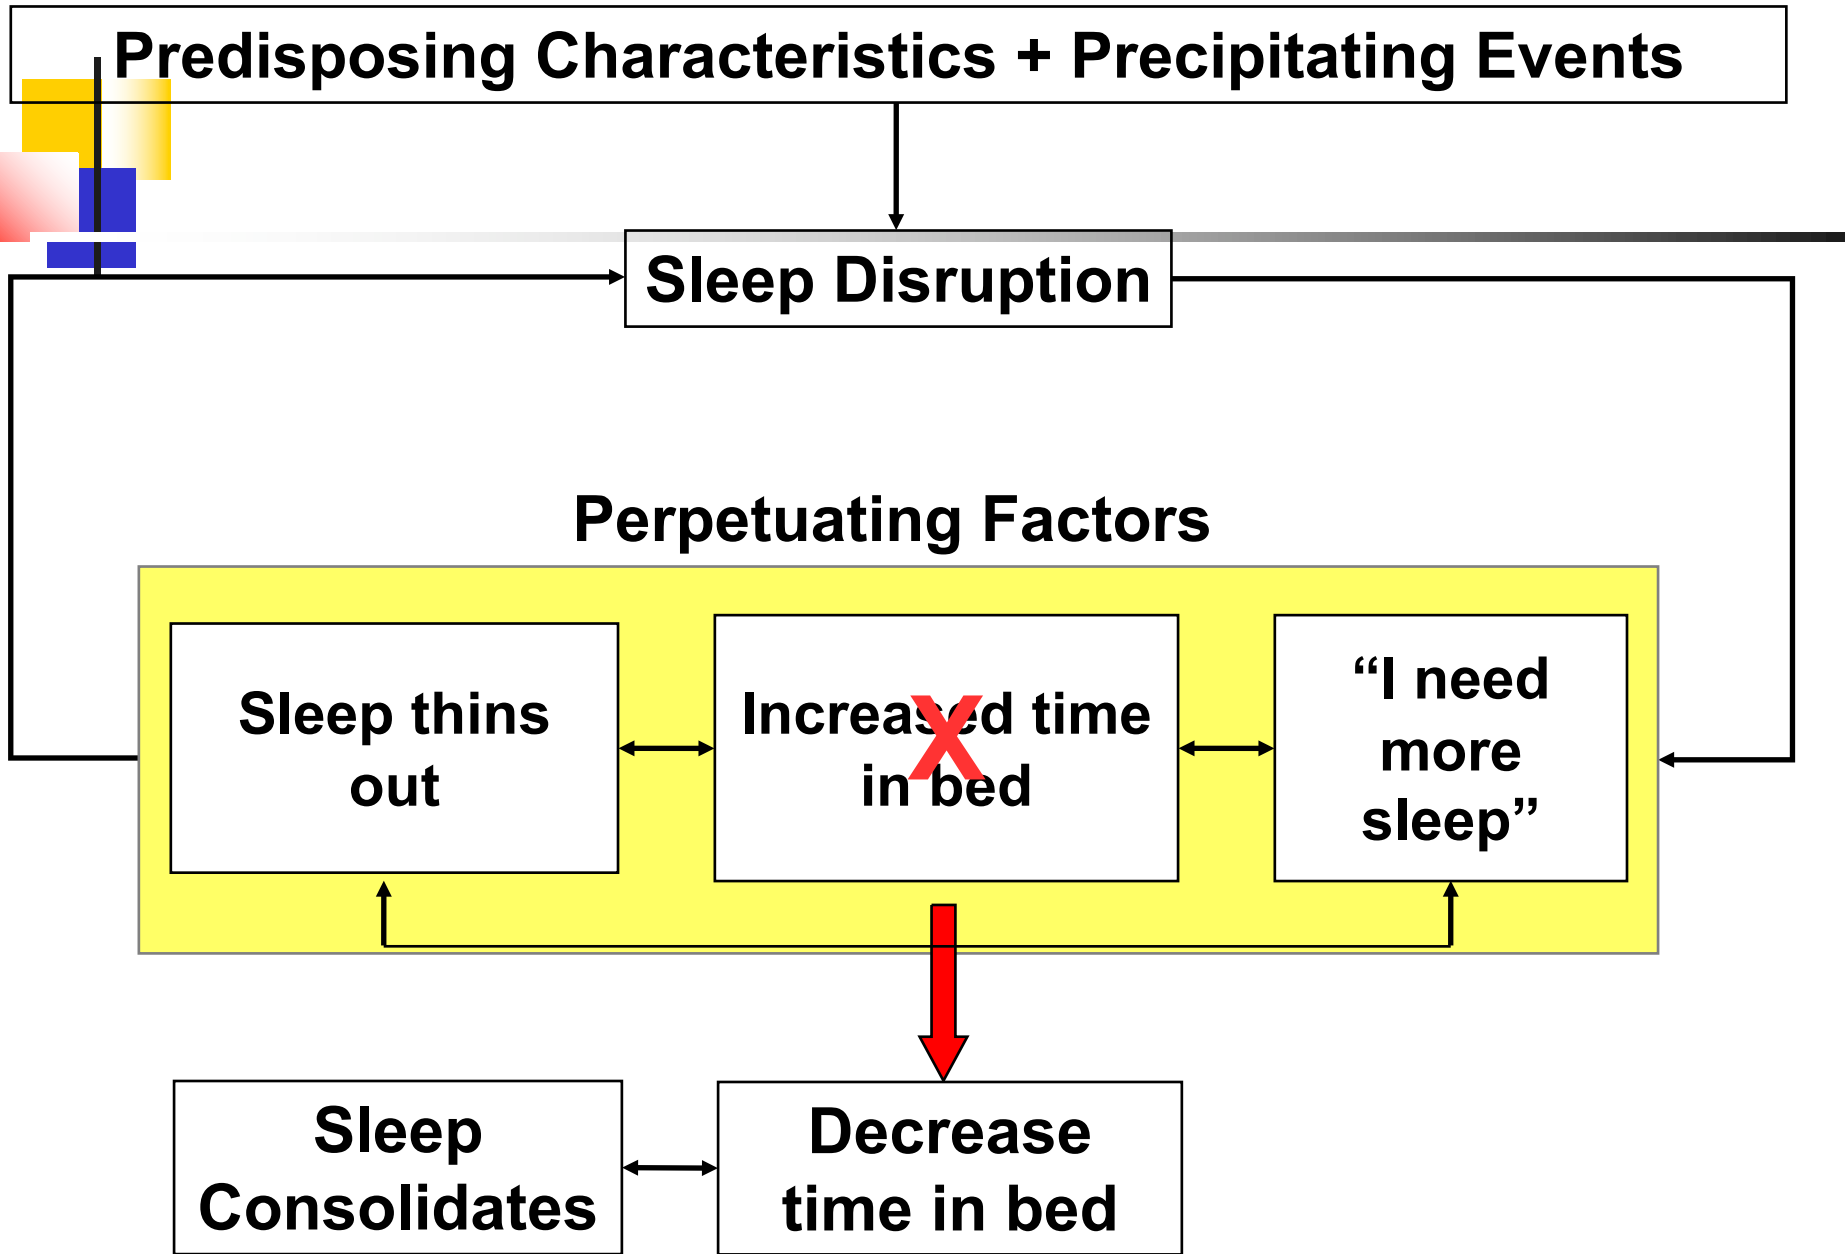 Predisposing Characteristics + Precipitating Events
Sleep Disruption
Perpetuating Factors
Sleep thins
out
Increased time
in bed
X
“I need
more
sleep”
Sleep
Consolidates
Decrease
time in bed